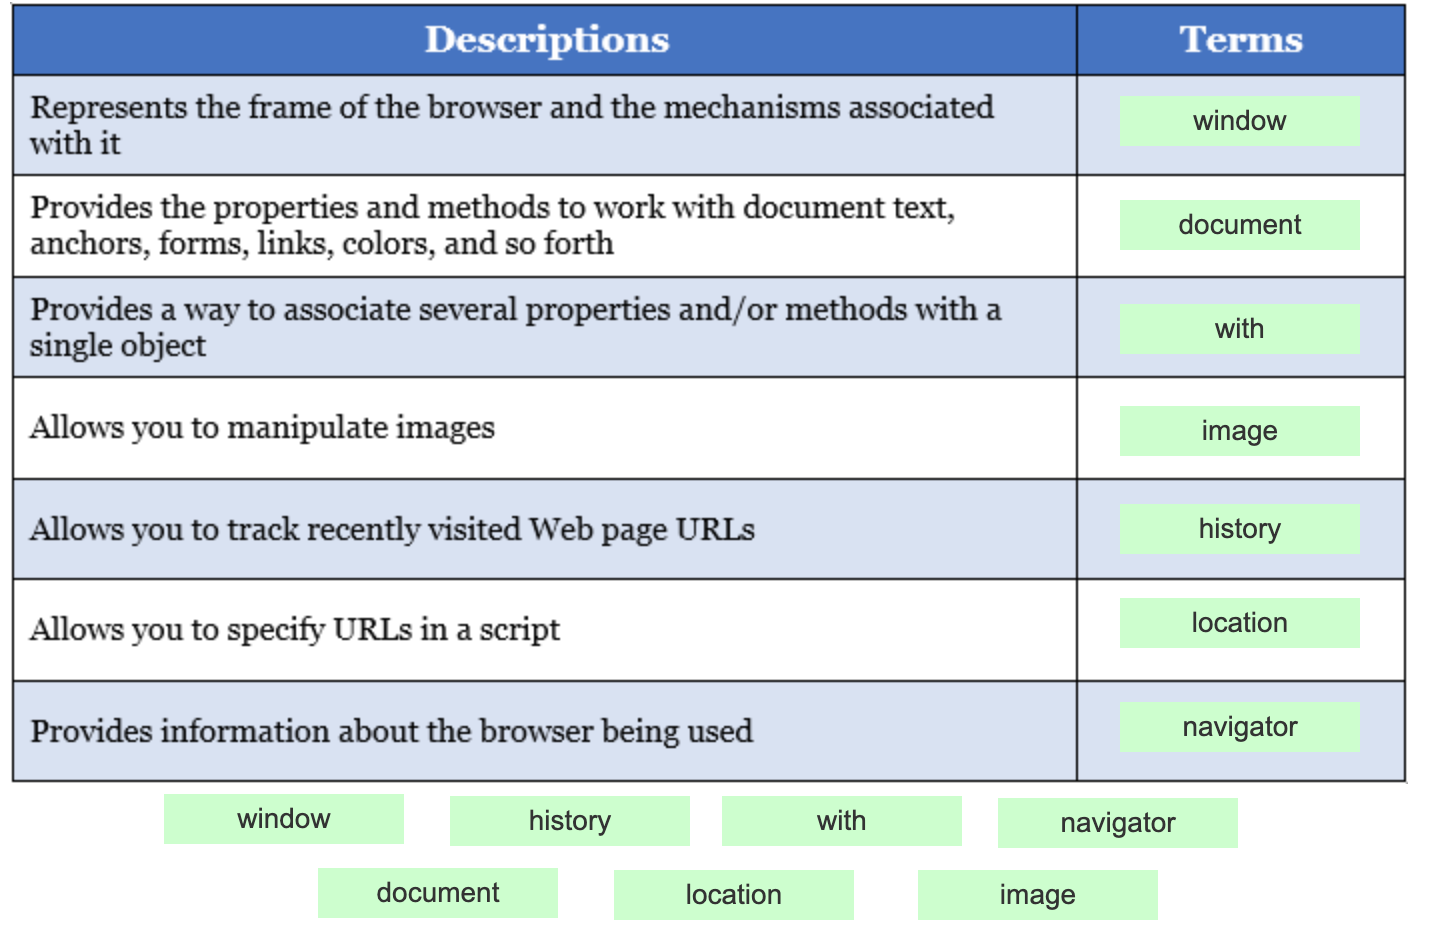 Descriptions Terms
Represents the frame of the browser and the mechanisms associated
with it
window
Provides the properties and methods to work with document text,
anchors, forms, links, colors, and so forth
document
Provides a way to associate several properties and/or methods with a
single object
with
Allows you to manipulate images
image
Allows you to track recently visited Web page URLs
history
Allows you to specify URLs in a script
location
Provides information about the browser being used
navigator
window history with navigator
document location image